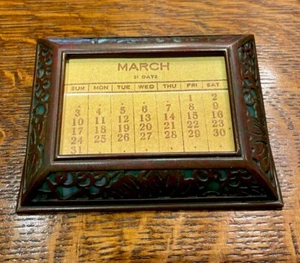 MARCH
SUN MON TUE WED THU FRI SAT
1 2
3 4 5 6 7 8 9
10 11 12 13 14 15 16
17 18 19 20 21 22 23
24 25 26 27 28 29 30
31